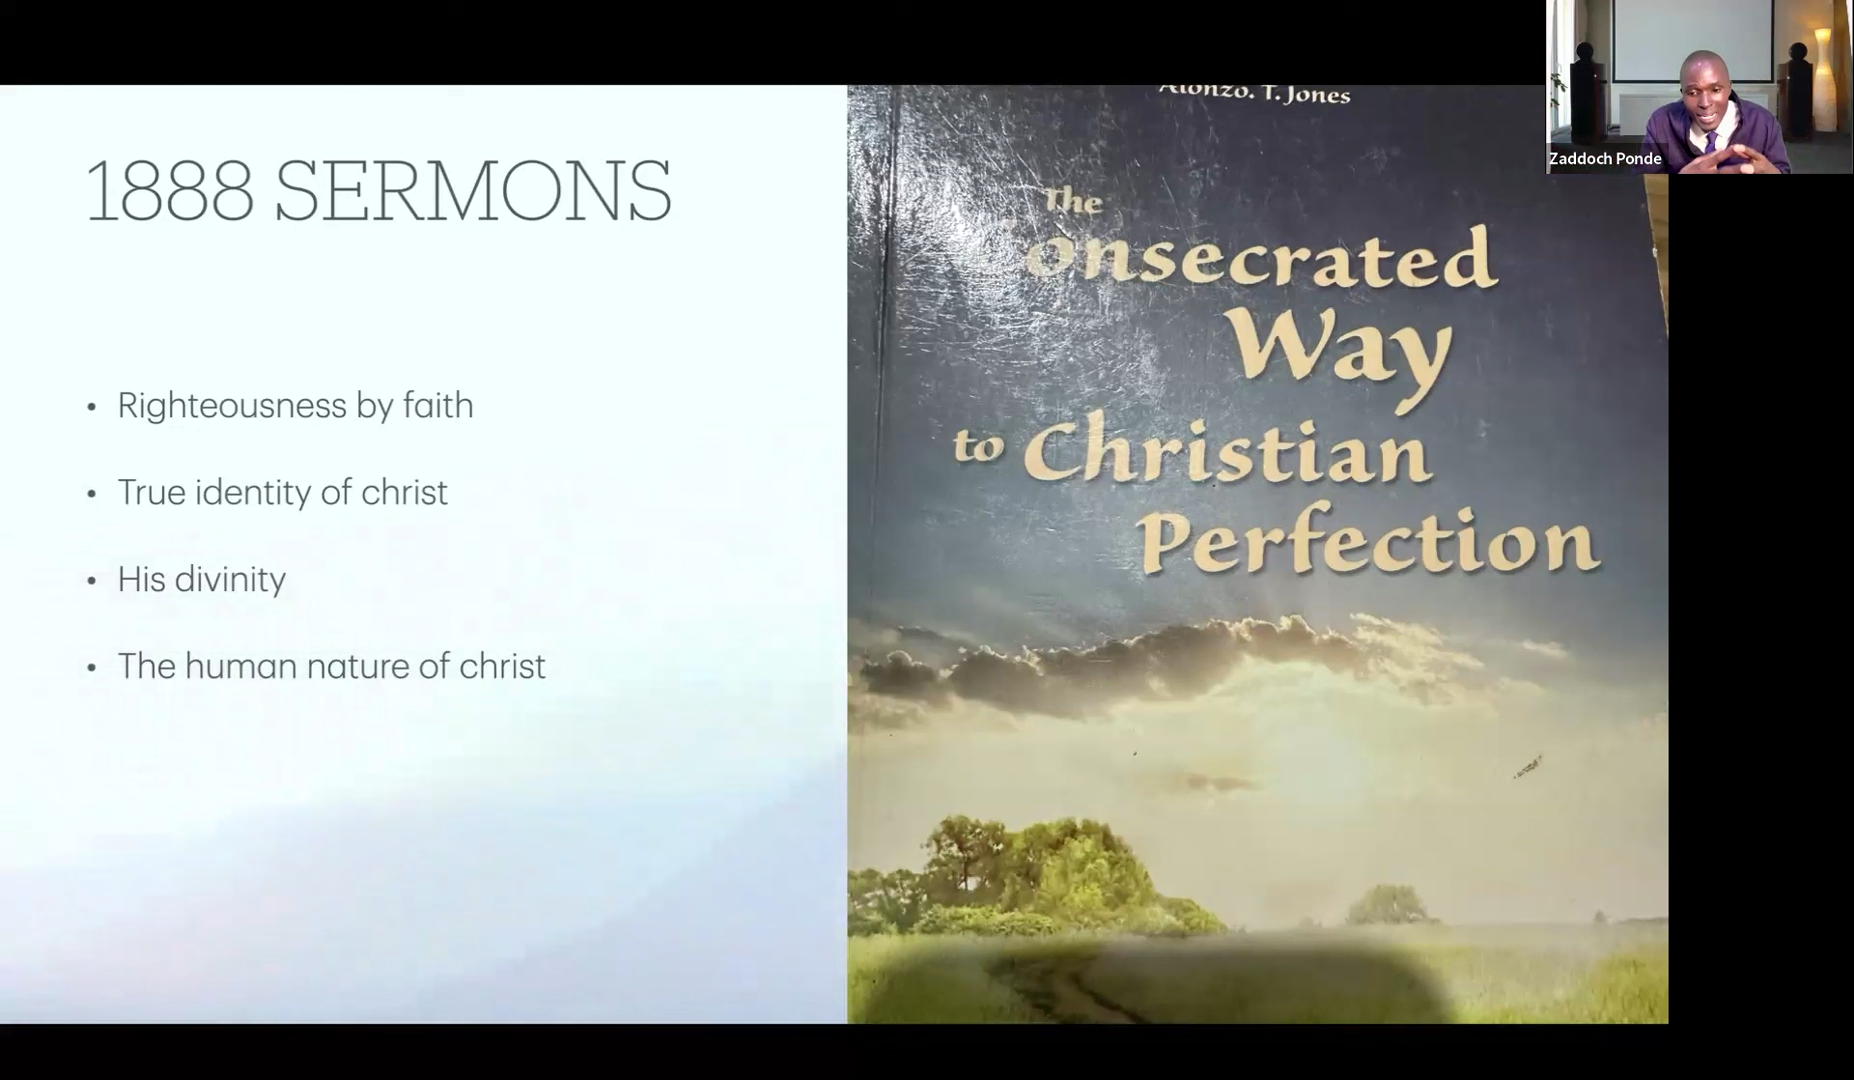 1888 SERMONS
• Righteousness by faith
• True identity of christ
• His divinity
• The human nature of christ
Alonzo. T. Jones
The
onsecrated
Way
to Christian
Perfection
Zaddoch Ponde